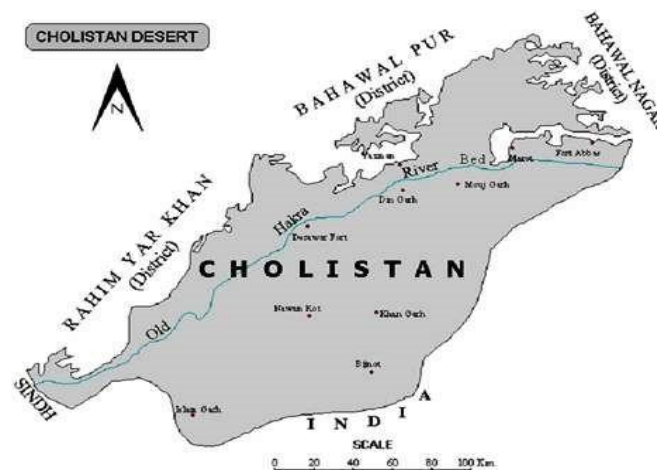 CHOLISTAN DESERT
N
BAHAWAL PUR
(District)
BAHAWAL NAGAR
(District)
RAHIM YAR KHAN
(District)
Yazman
Marot
Fort Abbas
Old Hakra River Bed
Din Garh
Mouj Garh
Derawar Fort
CHOLISTAN
Nawan Kot
Khan Garh
Bijnot
Islam Garh
SINDH
INDIA
SCALE
0 20 40 60 80 100 Km.